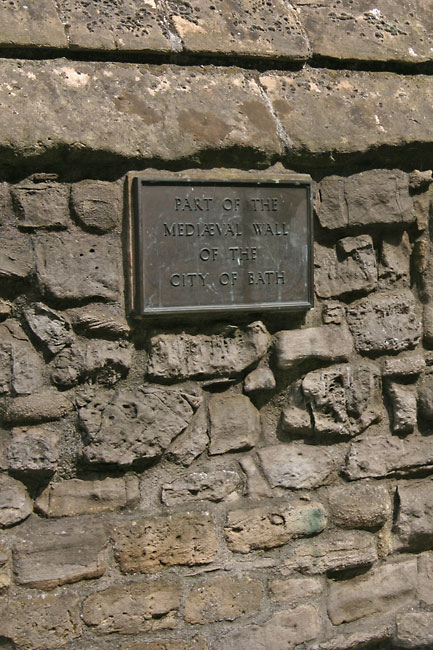 PART OF THE
MEDIÆVAL WALL
OF THE
CITY OF BATH